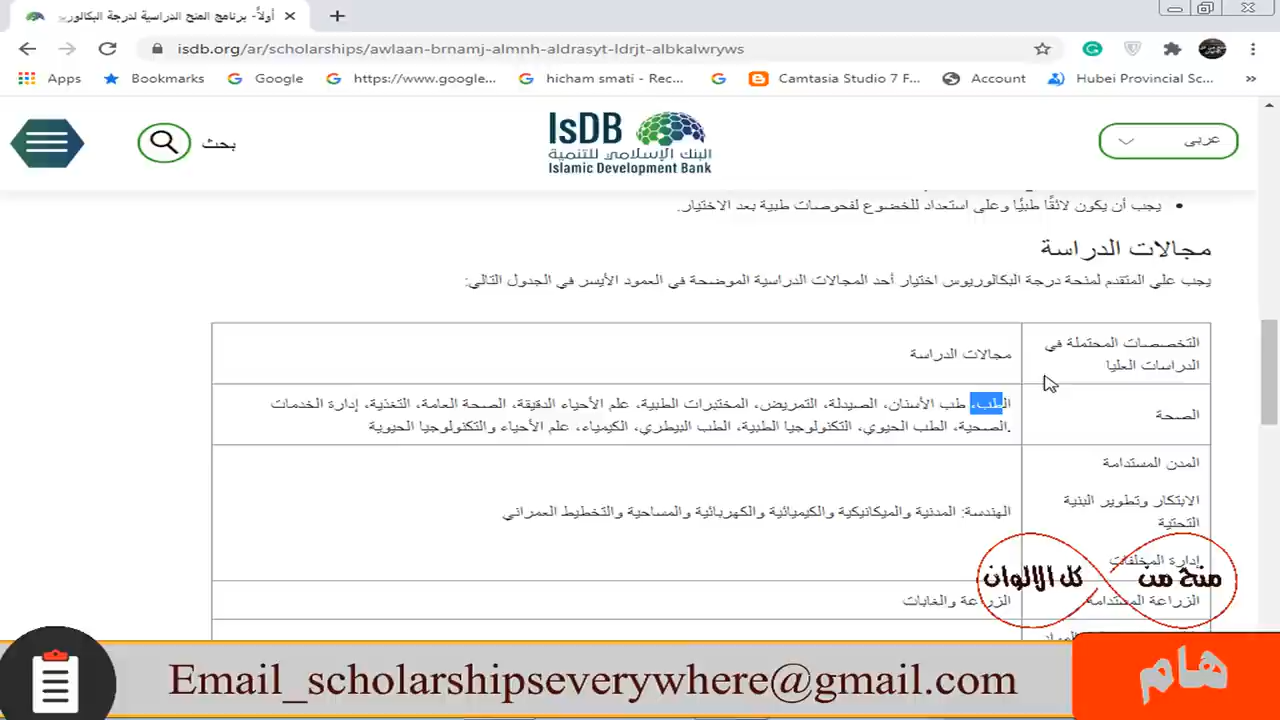 أولاً- برنامج المنح الدراسية لدرجة البكالوريو
isdb.org/ar/scholarships/awlaan-brnamj-almnh-aldrasyt-ldrjt-albkalwryws
Apps Bookmarks Google https://www.google... hicham smati - Rec... Camtasia Studio 7 F... Account Hubei Provincial Sc... »
عربى
IsDB
البنك الإسلامي للتنمية
Islamic Development Bank
بحث
يجب أن يكون لائقًا طبيًا وعلى استعداد للخضوع لفحوصات طبية بعد الاختيار.
مجالات الدراسة
يجب على المتقدم لمنحة درجة البكالوريوس اختيار أحد المجالات الدراسية الموضحة في العمود الأيسر في الجدول التالي:
التخصصات المحتملة في
الدراسات العليا
مجالات الدراسة
الصحة
الطب، طب الأسنان، الصيدلة، التمريض، المختبرات الطبية، علم الأحياء الدقيقة، الصحة العامة، التغذية، إدارة الخدمات
الصحية، الطب الحيوي، التكنولوجيا الطبية، الطب البيطري، الكيمياء، علم الأحياء والتكنولوجيا الحيوية.
المدن المستدامة
الابتكار وتطوير البنية
التحتية
إدارة المخلفات
الهندسة: المدنية والميكانيكية والكيميائية والكهربائية والمساحية والتخطيط العمراني
الزراعة المستدامة
الزراعة والغابات
منح من كل الالوان
Email_scholarshipseverywhere@gmail.com
هام